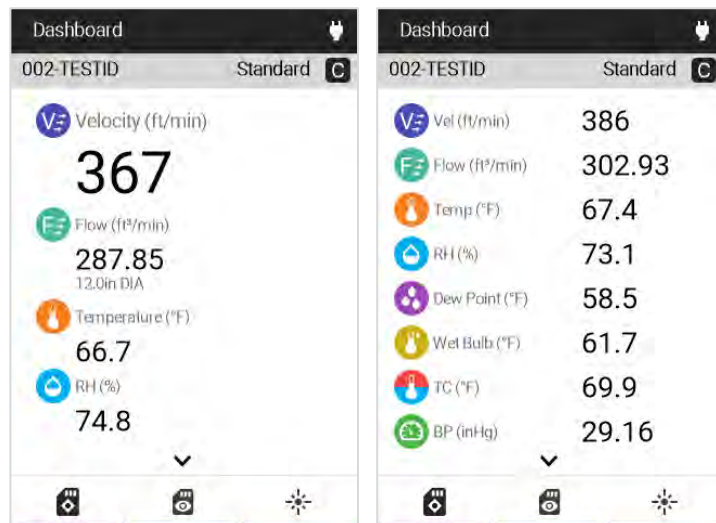 Dashboard
002-TESTID Standard C
V Velocity (ft/min)
367
F Flow (ft³/min)
287.85
12.0in DIA
Temperature (°F)
66.7
RH (%)
74.8
Dashboard
002-TESTID Standard C
V Vel (ft/min) 386
F Flow (ft³/min) 302.93
Temp (°F) 67.4
RH (%) 73.1
Dew Point (°F) 58.5
Wet Bulb (°F) 61.7
TC (°F) 69.9
BP (inHg) 29.16